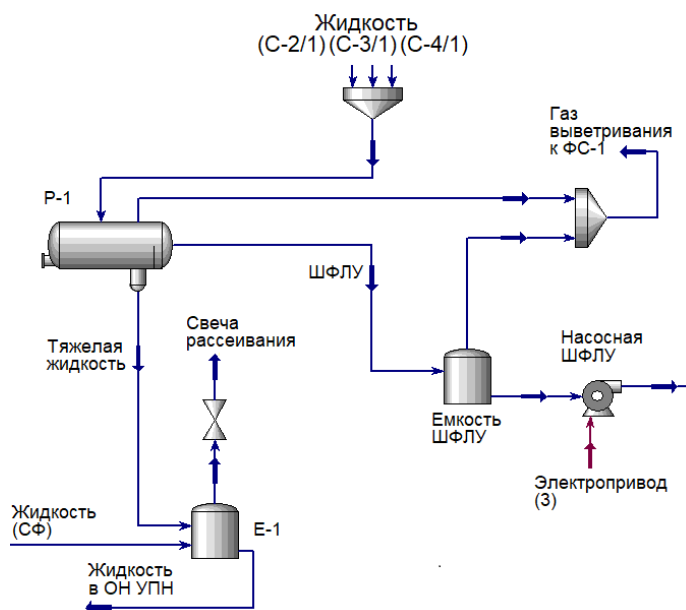 Жидкость
(С-2/1) (С-3/1) (С-4/1)
Газ
выветривания
к ФС-1
Р-1
ШФЛУ
Свеча
рассеивания
Тяжелая
жидкость
Насосная
ШФЛУ
Емкость
ШФЛУ
Электропривод
(3)
Жидкость
(СФ)
Е-1
Жидкость
в ОН УПН